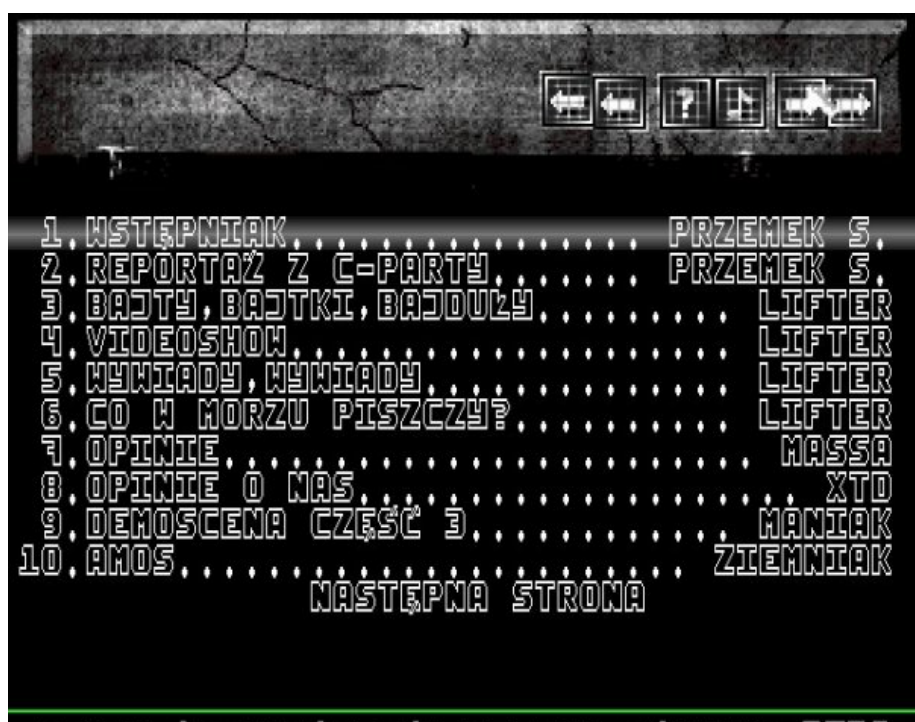 ?
1.WSTĘPNIAK................ PRZEMEK S.
2.REPORTAŻ Z C-PARTY....... PRZEMEK S.
3.BAJTY,BAJTKI,BAJDUŁY......... LIFTER
4.VIDEOSHOW.................... LIFTER
5.WYWIADY,WYWIADY.............. LIFTER
6.CO W MORZU PISZCZY?.......... LIFTER
7.OPINIE........................ MASSA
8.OPINIE O NAS.................... XTD
9.DEMOSCENA CZĘŚĆ 3............ MANIAK
10.AMOS....................... ZIEMNIAK
NASTĘPNA STRONA